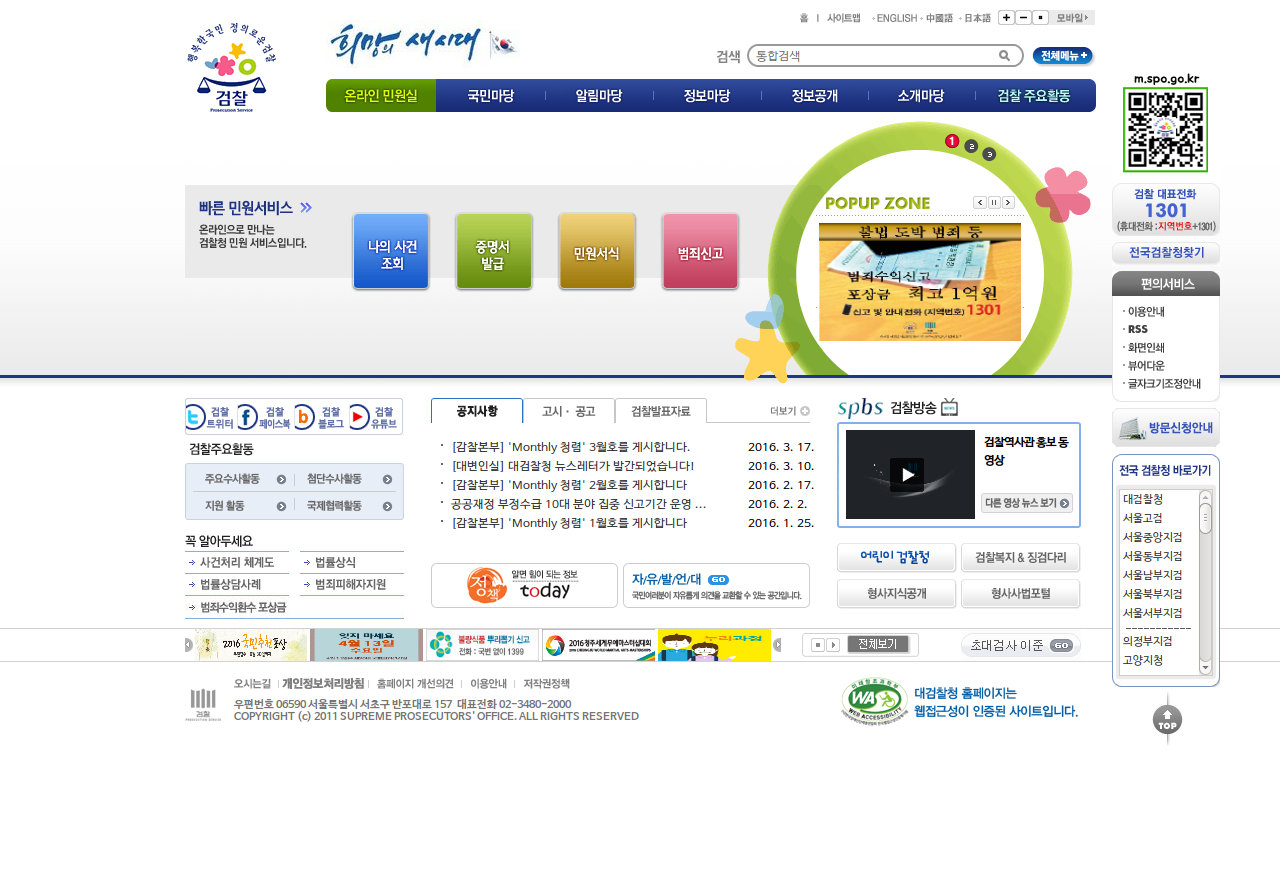 행복한국민 정의로운검찰
검찰
Prosecution Service
희망의 새시대
홈 사이트맵 ENGLISH 中國語 日本語 모바일
검색 통합검색 전체메뉴
온라인 민원실 국민마당 알림마당 정보마당 정보공개 소개마당 검찰 주요활동
m.spo.go.kr
검찰 대표전화
1301
(휴대전화 : 지역번호+1301)
전국검찰청찾기
편의서비스
이용안내
RSS
화면인쇄
뷰어다운
글자크기조정안내
방문신청안내
전국 검찰청 바로가기
대검찰청
서울고검
서울중앙지검
서울동부지검
서울남부지검
서울북부지검
서울서부지검
------------
의정부지검
고양지청
TOP
빠른 민원서비스
온라인으로 만나는
검찰청 민원 서비스입니다.
나의 사건
조회
증명서
발급
민원서식
범죄신고
1 2 3
POPUP ZONE
불법 도박 범죄 등
범죄수익신고
포상금 최고 1억원
신고 및 안내전화 (지역번호) 1301
검찰 트위터
검찰 페이스북
검찰 블로그
검찰 유튜브
검찰주요활동
주요수사활동 첨단수사활동
지원 활동 국제협력활동
꼭 알아두세요
사건처리 체계도 법률상식
법률상담사례 범죄피해자지원
범죄수익환수 포상금
공지사항 고시 · 공고 검찰발표자료 더보기
[감찰본부] 'Monthly 청렴' 3월호를 게시합니다. 2016. 3. 17.
[대변인실] 대검찰청 뉴스레터가 발간되었습니다! 2016. 3. 10.
[감찰본부] 'Monthly 청렴' 2월호를 게시합니다 2016. 2. 17.
공공재정 부정수급 10대 분야 집중 신고기간 운영 ... 2016. 2. 2.
[감찰본부] 'Monthly 청렴' 1월호를 게시합니다 2016. 1. 25.
정책
알면 힘이 되는 정보
today
자/유/발/언/대 GO
국민여러분이 자유롭게 의견을 교환할 수 있는 공간입니다.
spbs 검찰방송 NEWS
검찰역사관 홍보 동
영상
다른 영상 뉴스 보기
어린이 검찰청 검찰복지 & 징검다리
형사지식공개 형사사법포털
2016 국민추천포상
잊지 마세요
4월 13일
수요일
불량식품 뿌리뽑기 신고
전화 : 국번 없이 1399
2016 청주세계무예마스터십대회
누리과정
전체보기
초대검사 이준 GO
오시는길 개인정보처리방침 홈페이지 개선의견 이용안내 저작권정책
검찰
PROSECUTION SERVICE
우편번호 06590 서울특별시 서초구 반포대로 157 대표전화 02-3480-2000
COPYRIGHT (c) 2011 SUPREME PROSECUTORS' OFFICE. ALL RIGHTS RESERVED
미래창조과학부
WA
WEB ACCESSIBILITY
대검찰청 홈페이지는
웹접근성이 인증된 사이트입니다.